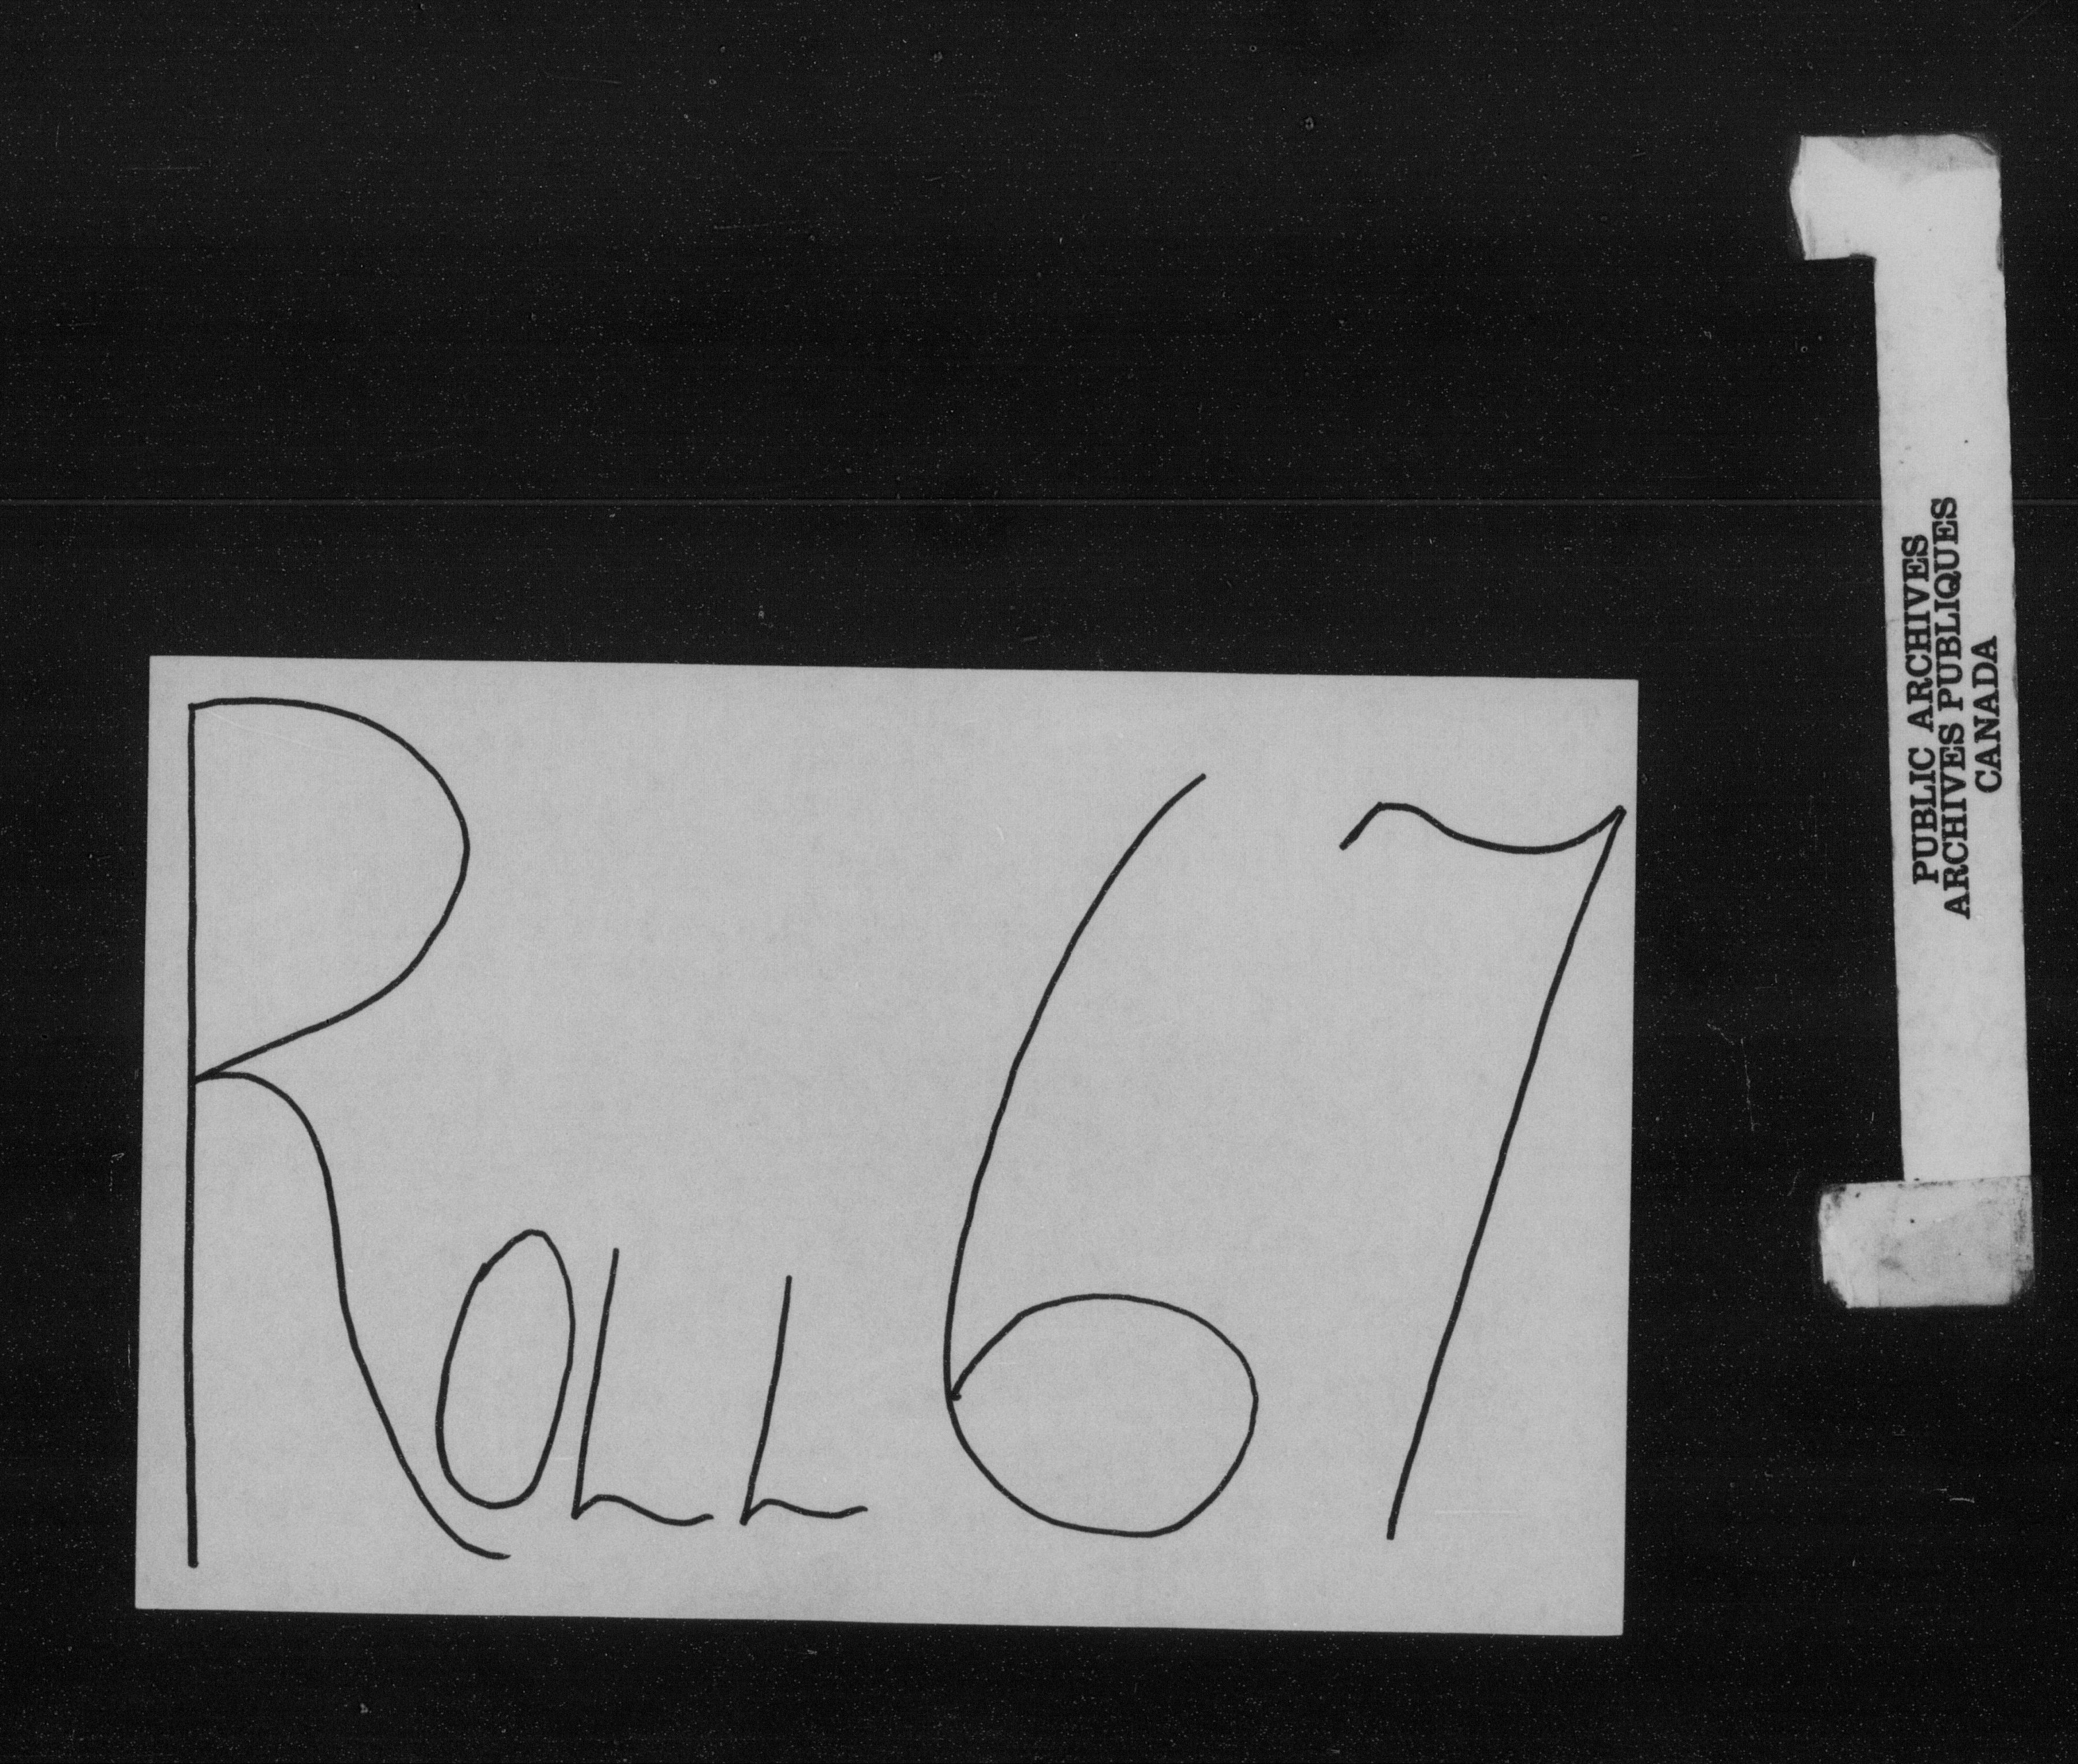 ROLL 67
PUBLIC ARCHIVES
ARCHIVES PUBLIQUES
CANADA